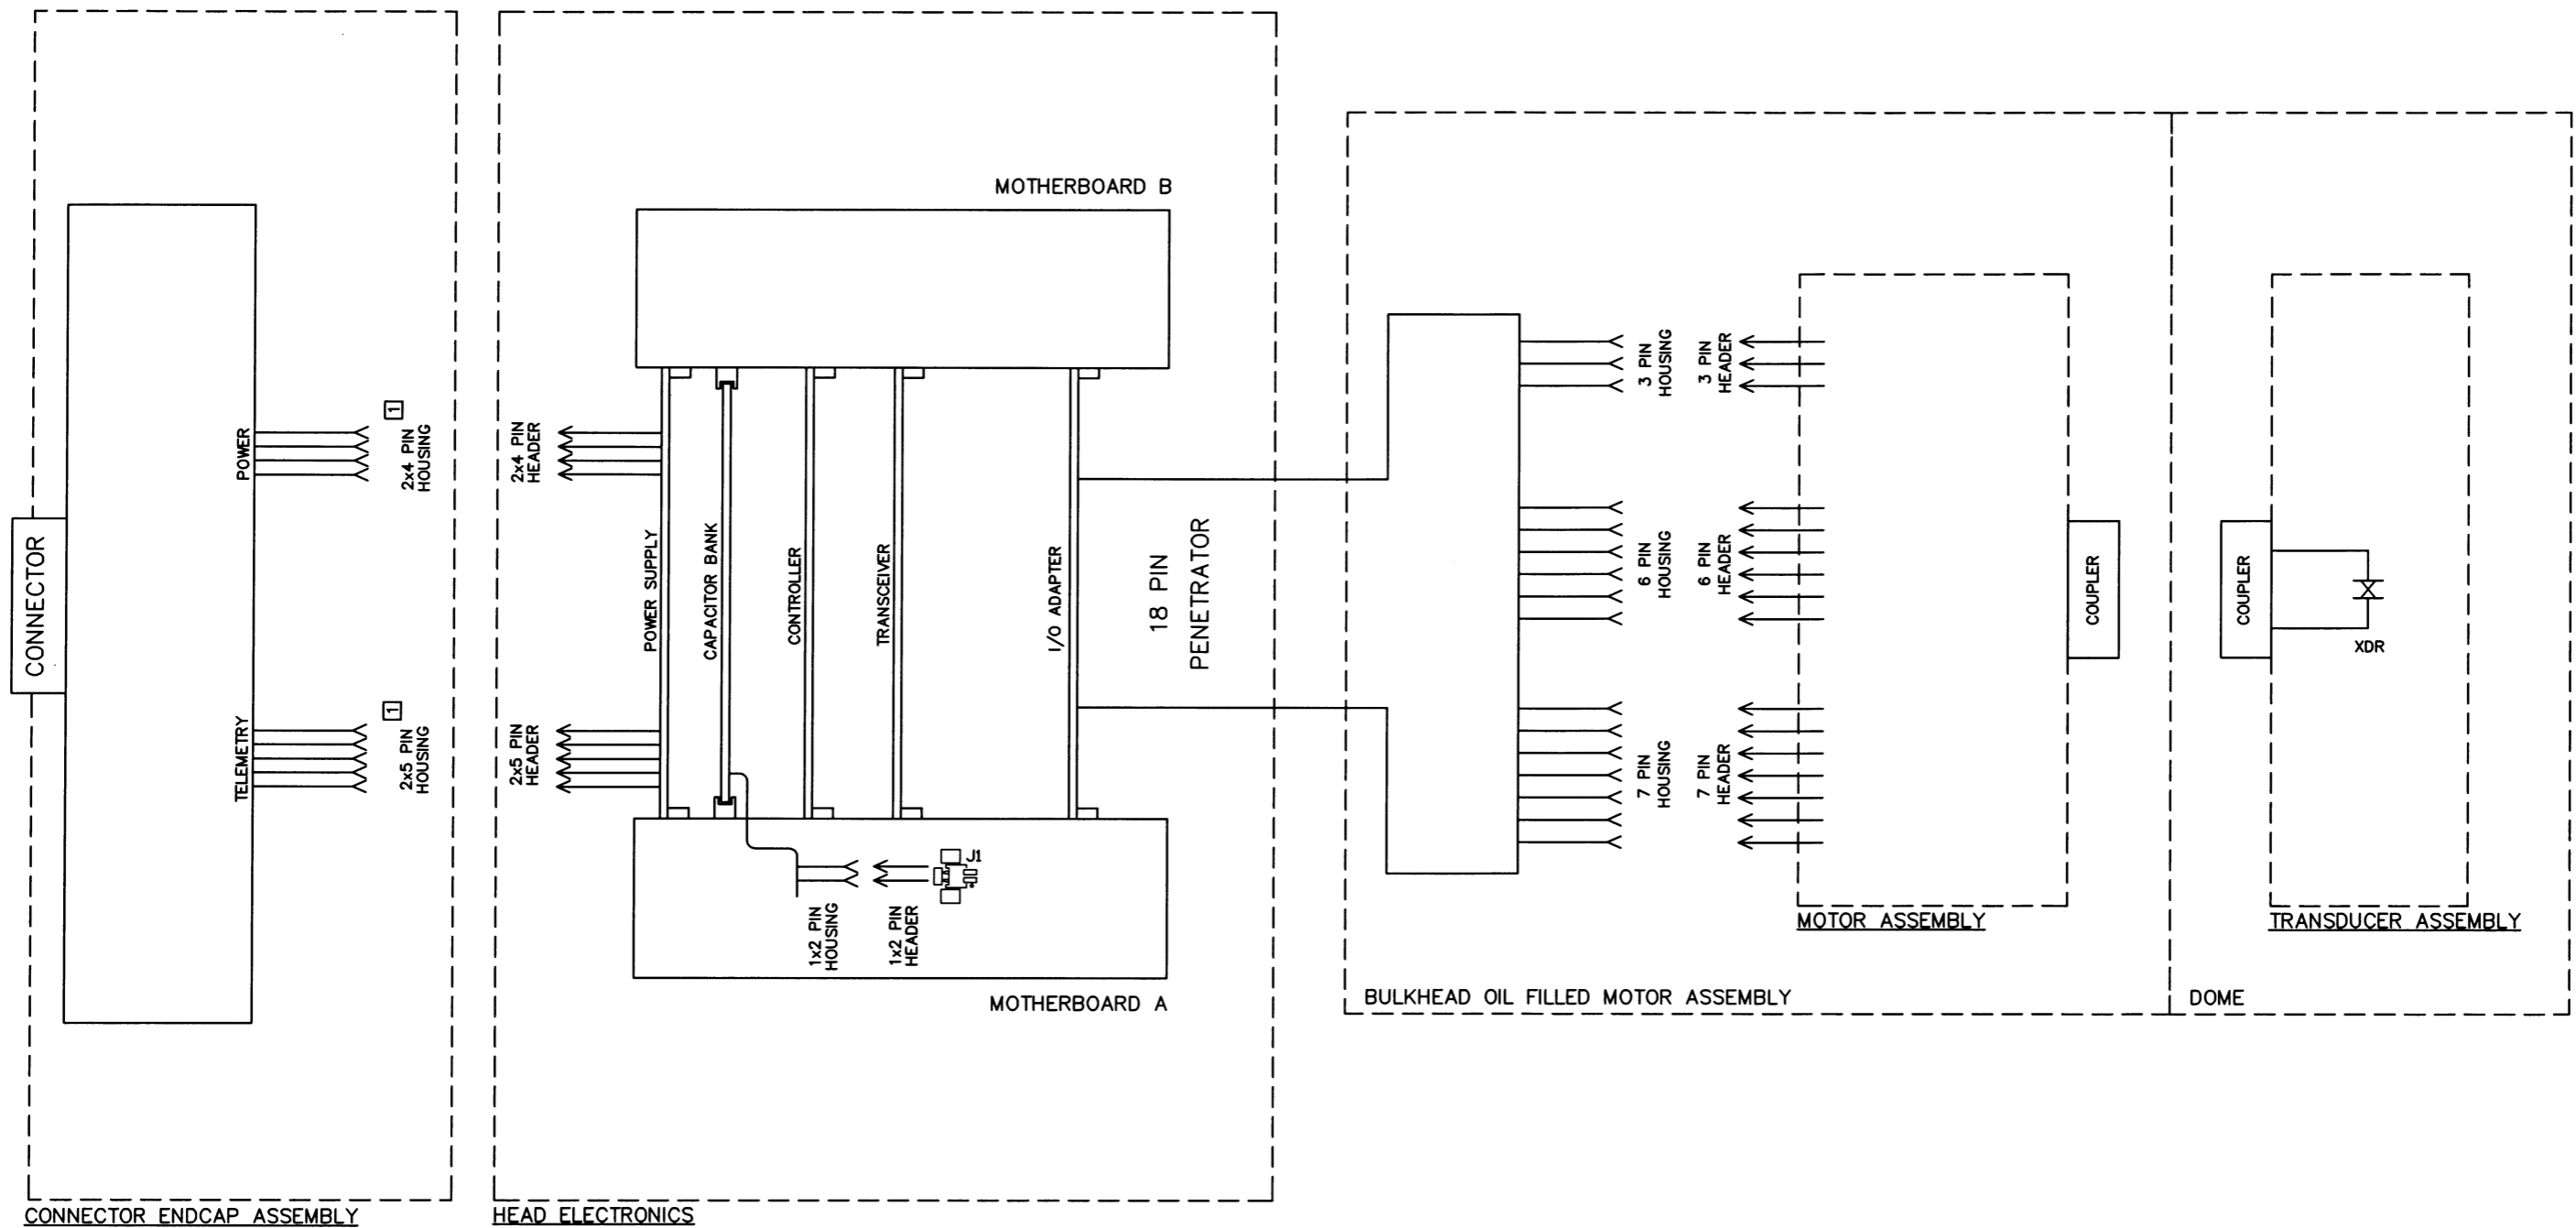 CONNECTOR
POWER
1
2x4 PIN
HOUSING
TELEMETRY
1
2x5 PIN
HOUSING
CONNECTOR ENDCAP ASSEMBLY
MOTHERBOARD B
2x4 PIN
HEADER
2x5 PIN
HEADER
POWER SUPPLY
CAPACITOR BANK
CONTROLLER
TRANSCEIVER
I/O ADAPTER
18 PIN
PENETRATOR
J1
1x2 PIN
HOUSING
1x2 PIN
HEADER
MOTHERBOARD A
HEAD ELECTRONICS
3 PIN
HOUSING
3 PIN
HEADER
6 PIN
HOUSING
6 PIN
HEADER
7 PIN
HOUSING
7 PIN
HEADER
COUPLER
MOTOR ASSEMBLY
BULKHEAD OIL FILLED MOTOR ASSEMBLY
COUPLER
XDR
TRANSDUCER ASSEMBLY
DOME